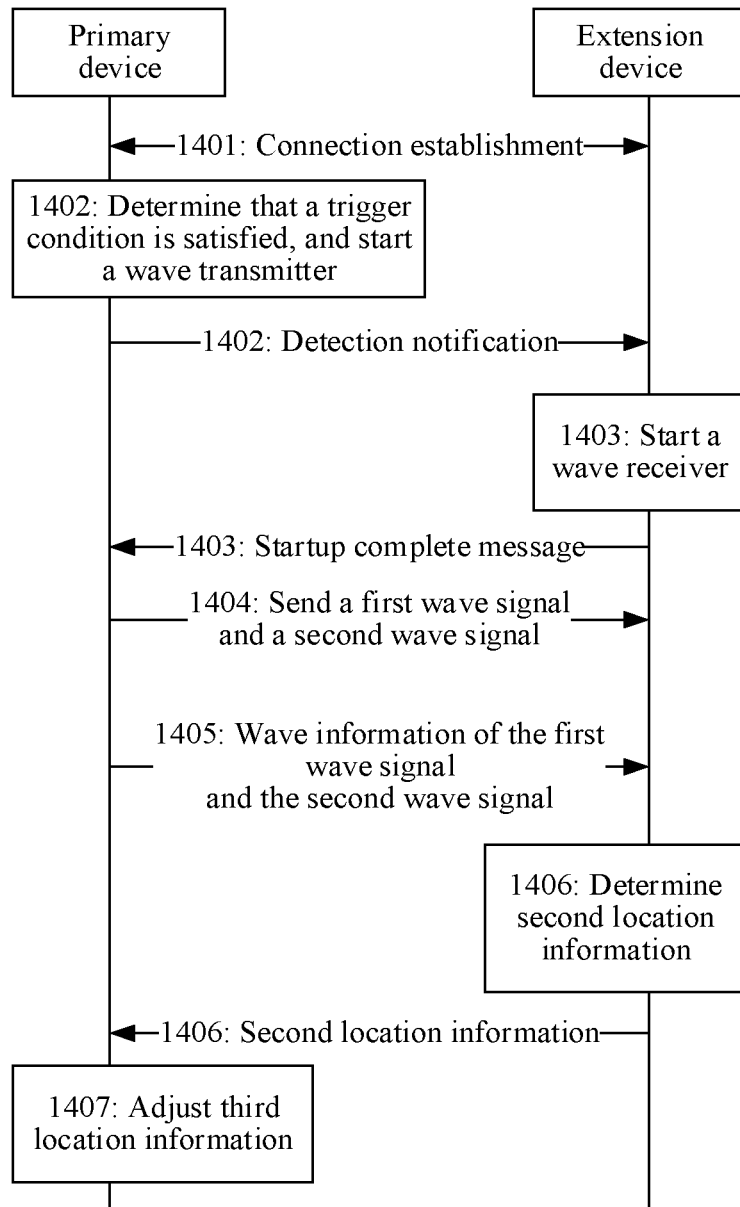 Primary
device
Extension
device
1401: Connection establishment
1402: Determine that a trigger
condition is satisfied, and start
a wave transmitter
1402: Detection notification
1403: Start a
wave receiver
1403: Startup complete message
1404: Send a first wave signal
and a second wave signal
1405: Wave information of the first
wave signal
and the second wave signal
1406: Determine
second location
information
1406: Second location information
1407: Adjust third
location information